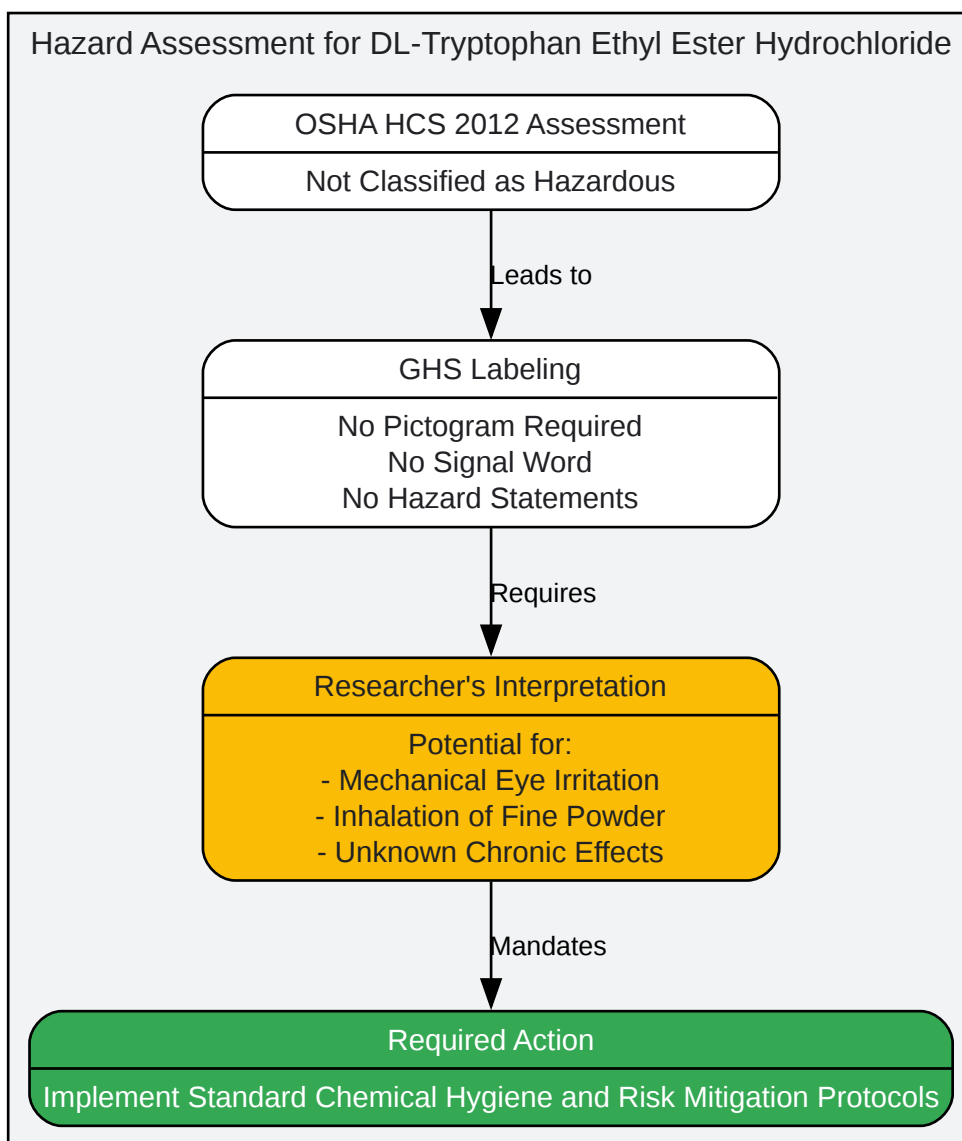 Hazard Assessment for DL-Tryptophan Ethyl Ester Hydrochloride
OSHA HCS 2012 Assessment
Not Classified as Hazardous
Leads to
GHS Labeling
No Pictogram Required
No Signal Word
No Hazard Statements
Requires
Researcher's Interpretation
Potential for:
- Mechanical Eye Irritation
- Inhalation of Fine Powder
- Unknown Chronic Effects
Mandates
Required Action
Implement Standard Chemical Hygiene and Risk Mitigation Protocols